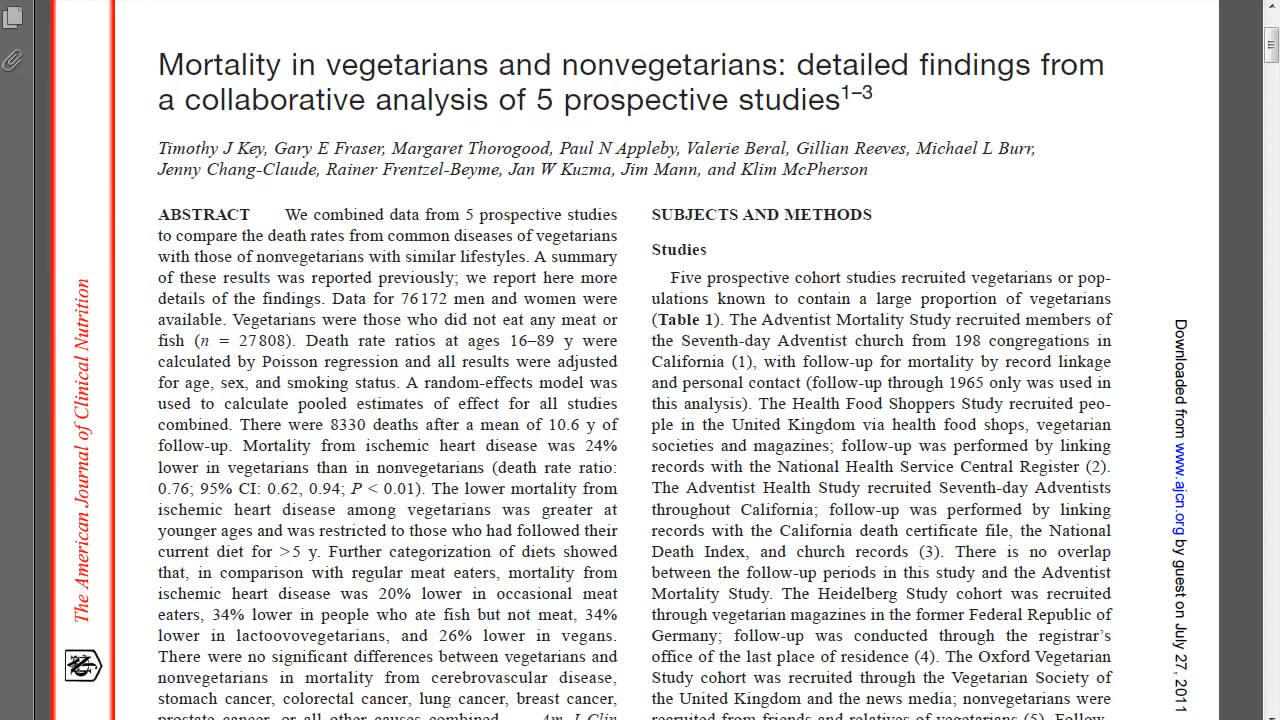 Mortality in vegetarians and nonvegetarians: detailed findings from
a collaborative analysis of 5 prospective studies1–3
Timothy J Key, Gary E Fraser, Margaret Thorogood, Paul N Appleby, Valerie Beral, Gillian Reeves, Michael L Burr,
Jenny Chang-Claude, Rainer Frentzel-Beyme, Jan W Kuzma, Jim Mann, and Klim McPherson
ABSTRACT We combined data from 5 prospective studies
to compare the death rates from common diseases of vegetarians
with those of nonvegetarians with similar lifestyles. A summary
of these results was reported previously; we report here more
details of the findings. Data for 76 172 men and women were
available. Vegetarians were those who did not eat any meat or
fish (n = 27 808). Death rate ratios at ages 16–89 y were
calculated by Poisson regression and all results were adjusted
for age, sex, and smoking status. A random-effects model was
used to calculate pooled estimates of effect for all studies
combined. There were 8330 deaths after a mean of 10.6 y of
follow-up. Mortality from ischemic heart disease was 24%
lower in vegetarians than in nonvegetarians (death rate ratio:
0.76; 95% CI: 0.62, 0.94; P < 0.01). The lower mortality from
ischemic heart disease among vegetarians was greater at
younger ages and was restricted to those who had followed their
current diet for >5 y. Further categorization of diets showed
that, in comparison with regular meat eaters, mortality from
ischemic heart disease was 20% lower in occasional meat
eaters, 34% lower in people who ate fish but not meat, 34%
lower in lactoovovegetarians, and 26% lower in vegans.
There were no significant differences between vegetarians and
nonvegetarians in mortality from cerebrovascular disease,
stomach cancer, colorectal cancer, lung cancer, breast cancer,
prostate cancer, or all other causes combined. Am J Clin
SUBJECTS AND METHODS
Studies
Five prospective cohort studies recruited vegetarians or pop-
ulations known to contain a large proportion of vegetarians
(Table 1). The Adventist Mortality Study recruited members of
the Seventh-day Adventist church from 198 congregations in
California (1), with follow-up for mortality by record linkage
and personal contact (follow-up through 1965 only was used in
this analysis). The Health Food Shoppers Study recruited peo-
ple in the United Kingdom via health food shops, vegetarian
societies and magazines; follow-up was performed by linking
records with the National Health Service Central Register (2).
The Adventist Health Study recruited Seventh-day Adventists
throughout California; follow-up was performed by linking
records with the California death certificate file, the National
Death Index, and church records (3). There is no overlap
between the follow-up periods in this study and the Adventist
Mortality Study. The Heidelberg Study cohort was recruited
through vegetarian magazines in the former Federal Republic of
Germany; follow-up was conducted through the registrar's
office of the last place of residence (4). The Oxford Vegetarian
Study cohort was recruited through the Vegetarian Society of
the United Kingdom and the news media; nonvegetarians were
recruited from friends and relatives of vegetarians (5). Follow-
The American Journal of Clinical Nutrition
Downloaded from www.ajcn.org by guest on July 27, 2011